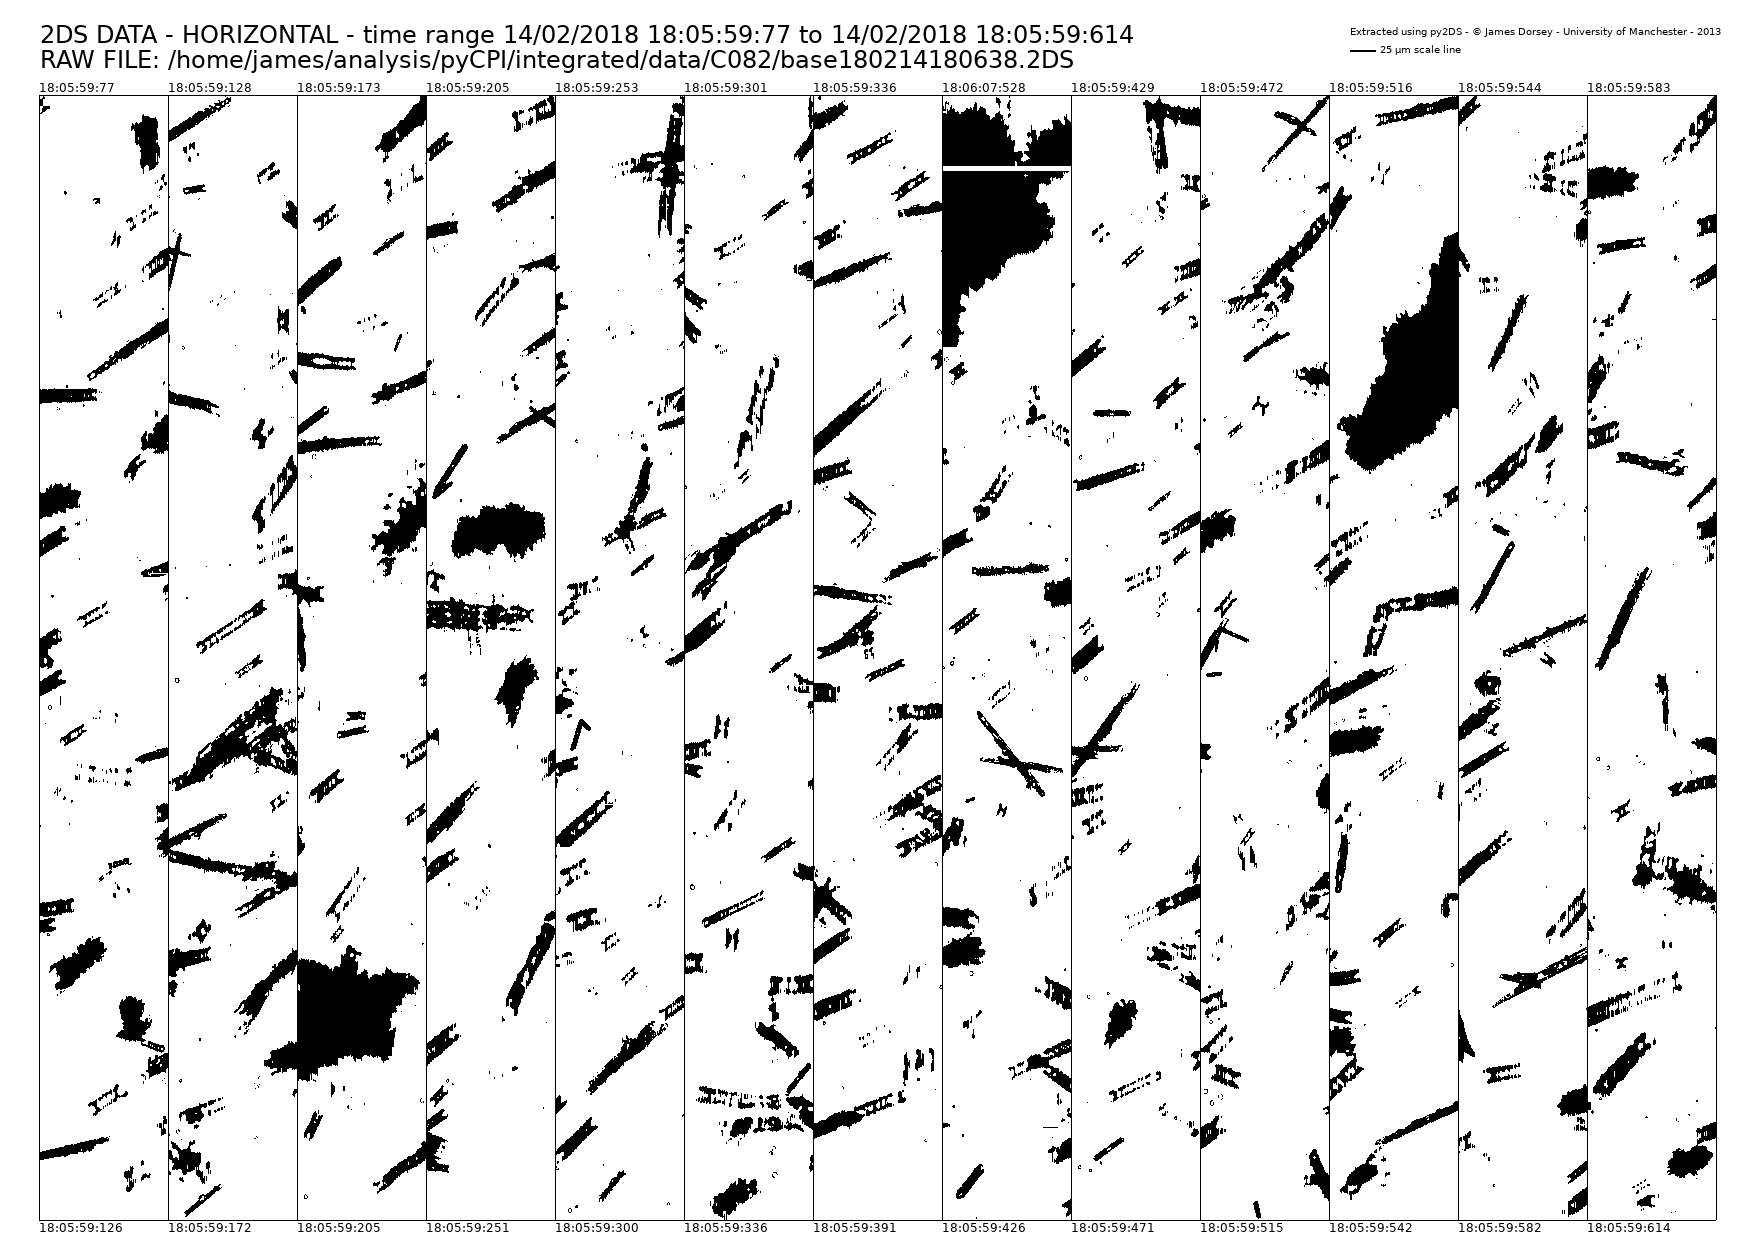 2DS DATA - HORIZONTAL - time range 14/02/2018 18:05:59:77 to 14/02/2018 18:05:59:614
RAW FILE: /home/james/analysis/pyCPI/integrated/data/C082/base180214180638.2DS
Extracted using py2DS - © James Dorsey - University of Manchester - 2013
25 µm scale line
18:05:59:77 18:05:59:128 18:05:59:173 18:05:59:205 18:05:59:253 18:05:59:301 18:05:59:336 18:06:07:528 18:05:59:429 18:05:59:472 18:05:59:516 18:05:59:544 18:05:59:583
18:05:59:126 18:05:59:172 18:05:59:205 18:05:59:251 18:05:59:300 18:05:59:336 18:05:59:391 18:05:59:426 18:05:59:471 18:05:59:515 18:05:59:542 18:05:59:582 18:05:59:614